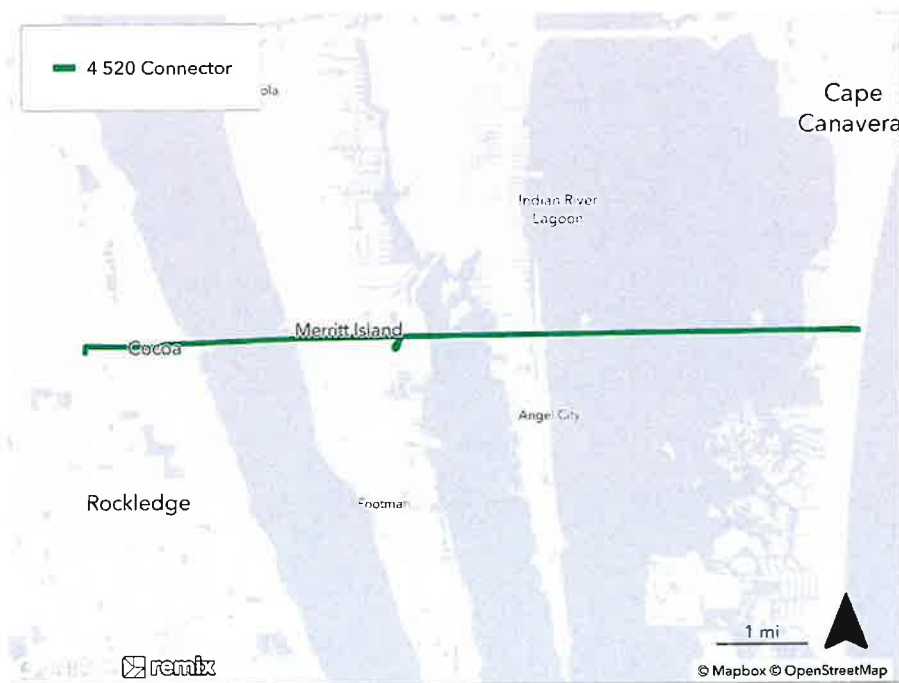 4 520 Connector
ola
Cape
Canavera
Indian River
Lagoon
Merritt Island
Cocoa
Angel City
Rockledge
Footman
1 mi
remix
© Mapbox © OpenStreetMap